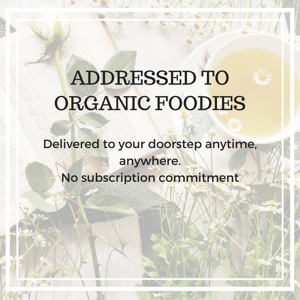 ADDRESSED TO
ORGANIC FOODIES
Delivered to your doorstep anytime,
anywhere.
No subscription commitment